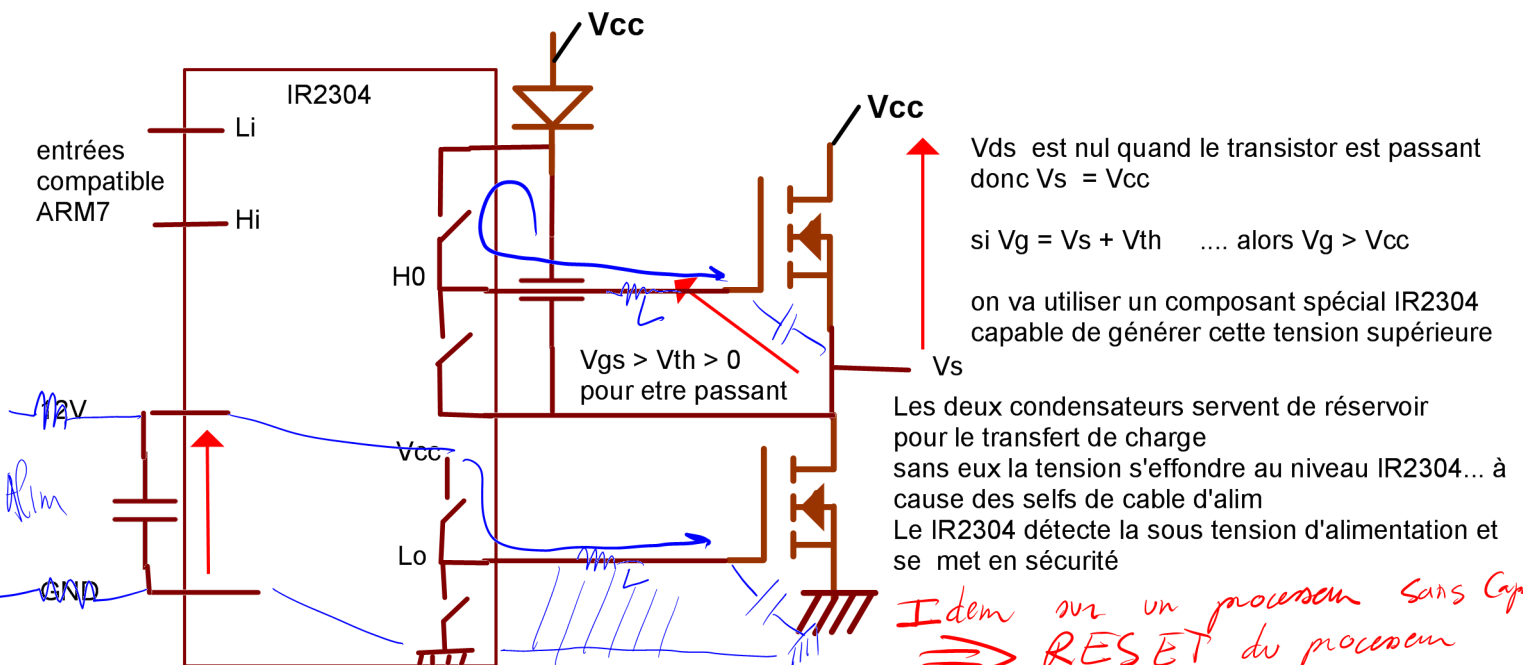 Vcc
IR2304
Vcc
Li
entrées
compatible
ARM7
Hi
Vds est nul quand le transistor est passant
donc Vs = Vcc
si Vg = Vs + Vth .... alors Vg > Vcc
H0
L
on va utiliser un composant spécial IR2304
capable de générer cette tension supérieure
Vgs > Vth > 0
pour etre passant
Vs
12V
Les deux condensateurs servent de réservoir
pour le transfert de charge
sans eux la tension s'effondre au niveau IR2304... à
cause des selfs de cable d'alim
Le IR2304 détecte la sous tension d'alimentation et
se met en sécurité
Vcc
Alim
Lo
L
GND
Idem sur un processeur sans Cap
⇒ RESET du processeur